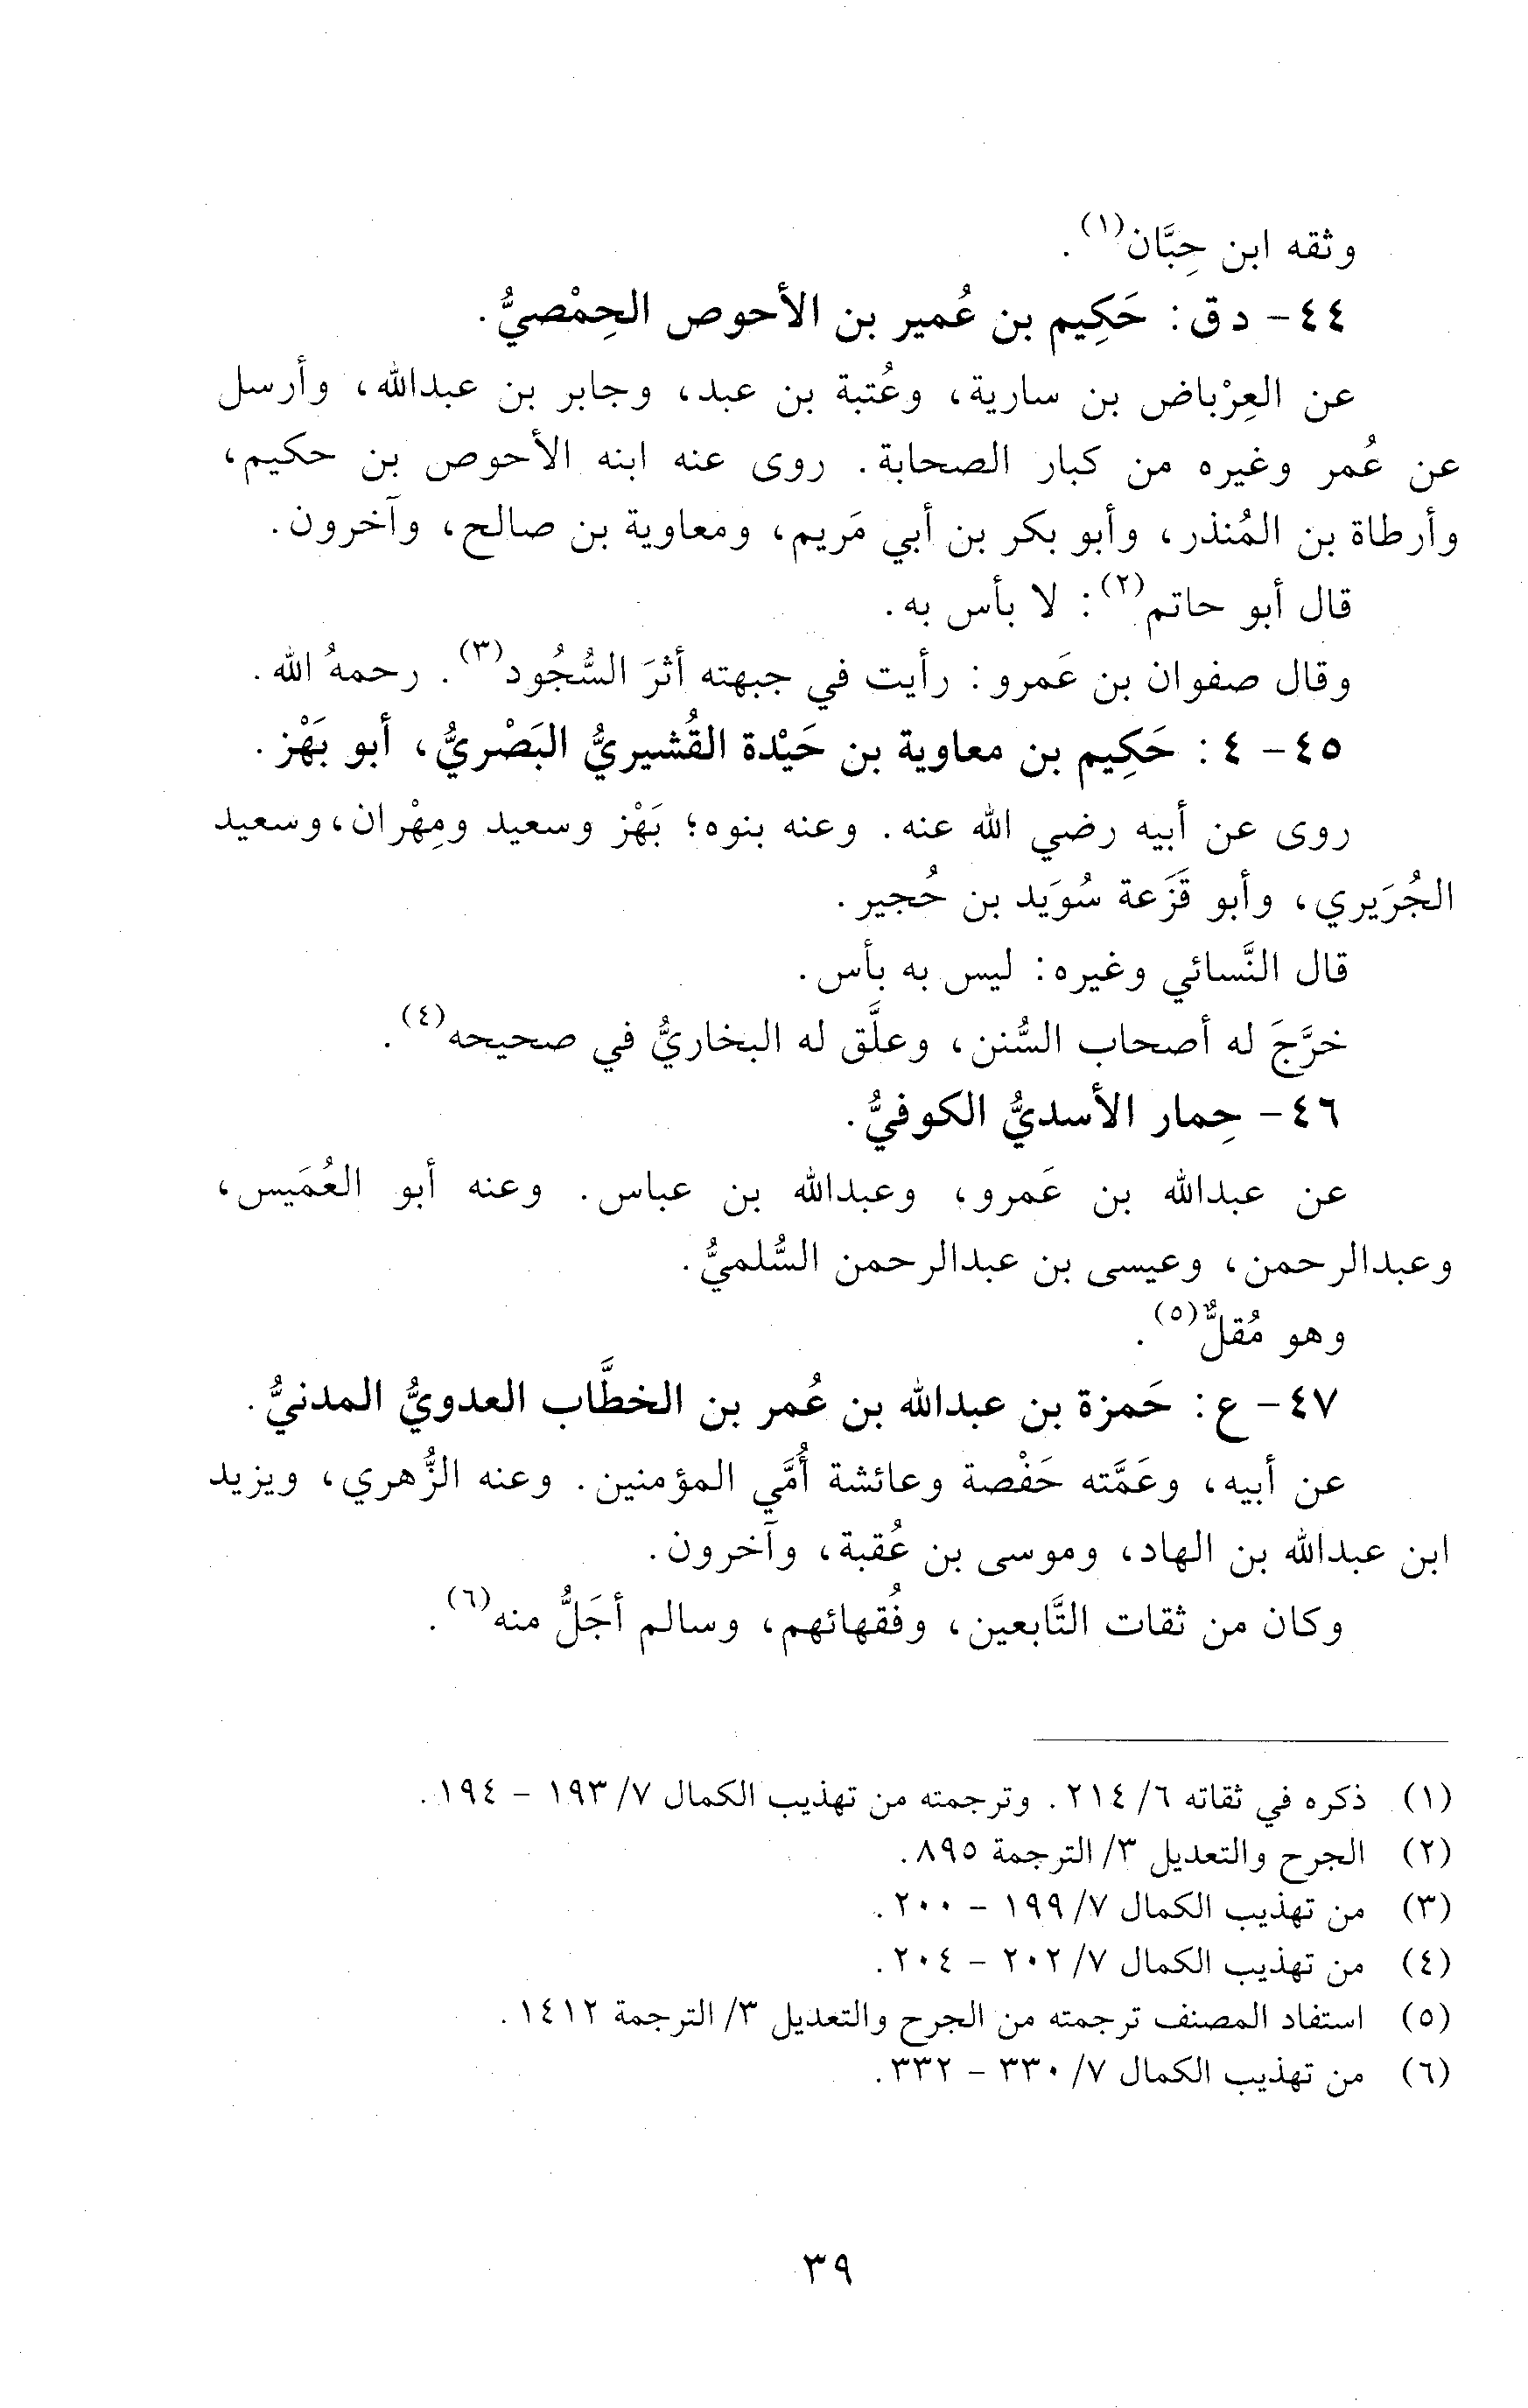 وثقه ابن حِبَّان(١).
٤٤- د ق: حَكِيم بن عُمير بن الأحوص الحِمْصيُّ.
عن العِرْباض بن سارية، وعُتبة بن عبد، وجابر بن عبدالله، وأرسل
عن عُمر وغيره من كبار الصحابة. روى عنه ابنه الأحوص بن حكيم،
وأرطاة بن المُنذر، وأبو بكر بن أبي مَريم، ومعاوية بن صالح، وآخرون.
قال أبو حاتم(٢): لا بأس به.
وقال صفوان بن عَمرو: رأيت في جبهته أثرَ السُّجُود(٣). رحمهُ الله.
٤٥- ٤: حَكِيم بن معاوية بن حَيْدة القُشيريُّ البَصْريُّ، أبو بَهْز.
روى عن أبيه رضي الله عنه. وعنه بنوه؛ بَهْز وسعيد ومِهْران، وسعيد
الجُرَيري، وأبو قَزَعة سُوَيد بن حُجير.
قال النَّسائي وغيره: ليس به بأس.
خرَّجَ له أصحاب السُّنن، وعلَّق له البخاريُّ في صحيحه(٤).
٤٦- حِمار الأسديُّ الكوفيُّ.
عن عبدالله بن عَمرو، وعبدالله بن عباس. وعنه أبو العُمَيس،
وعبدالرحمن، وعيسى بن عبدالرحمن السُّلميُّ.
وهو مُقلٌّ(٥).
٤٧- ع: حَمزة بن عبدالله بن عُمر بن الخطَّاب العدويُّ المدنيُّ.
عن أبيه، وعَمَّته حَفْصة وعائشة أُمَّي المؤمنين. وعنه الزُّهري، ويزيد
ابن عبدالله بن الهاد، وموسى بن عُقبة، وآخرون.
وكان من ثقات التَّابعين، وفُقهائهم، وسالم أجَلُّ منه(٦).
(١) ذكره في ثقاته ٦/ ٢١٤. وترجمته من تهذيب الكمال ٧/ ١٩٣ - ١٩٤.
(٢) الجرح والتعديل ٣/ الترجمة ٨٩٥.
(٣) من تهذيب الكمال ٧/ ١٩٩ - ٢٠٠.
(٤) من تهذيب الكمال ٧/ ٢٠٢ - ٢٠٤.
(٥) استفاد المصنف ترجمته من الجرح والتعديل ٣/ الترجمة ١٤١٢.
(٦) من تهذيب الكمال ٧/ ٣٣٠ - ٣٣٢.
٣٩